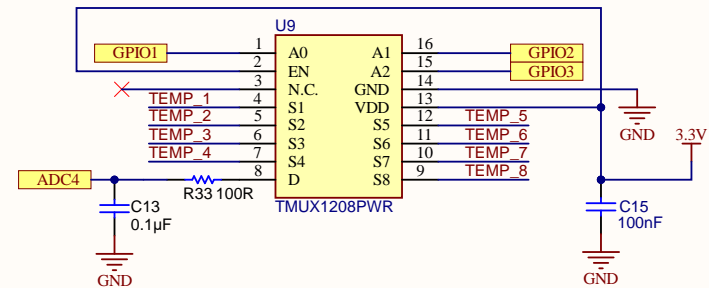 U9
GPIO1 1 A0 A1 16 GPIO2
2 EN A2 15 GPIO3
3 N.C. GND 14
TEMP_1 4 S1 VDD 13
TEMP_2 5 S2 S5 12 TEMP_5
TEMP_3 6 S3 S6 11 TEMP_6
TEMP_4 7 S4 S7 10 TEMP_7
ADC4 8 D S8 9 TEMP_8
GND
3.3V
R33 100R
TMUX1208PWR
C13
0.1µF
C15
100nF
GND
GND